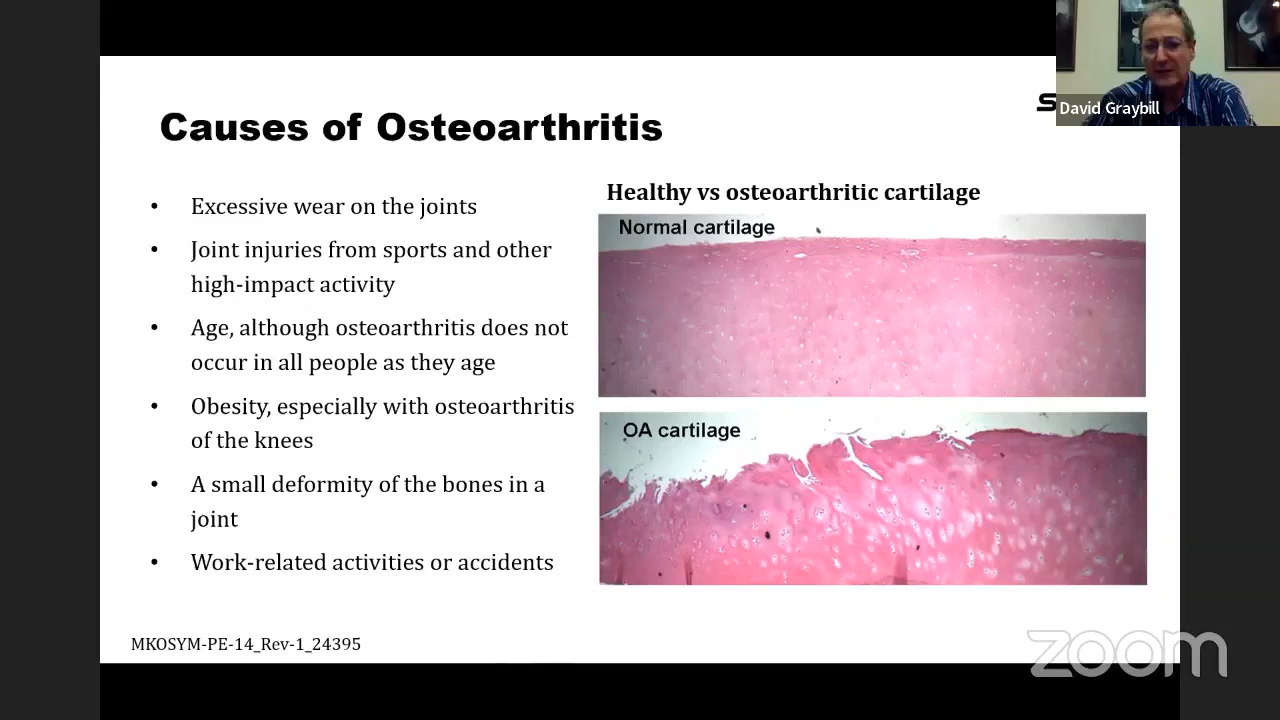 Causes of Osteoarthritis
David Graybill
• Excessive wear on the joints
• Joint injuries from sports and other
high-impact activity
• Age, although osteoarthritis does not
occur in all people as they age
• Obesity, especially with osteoarthritis
of the knees
• A small deformity of the bones in a
joint
• Work-related activities or accidents
Healthy vs osteoarthritic cartilage
Normal cartilage
OA cartilage
MKOSYM-PE-14_Rev-1_24395
zoom